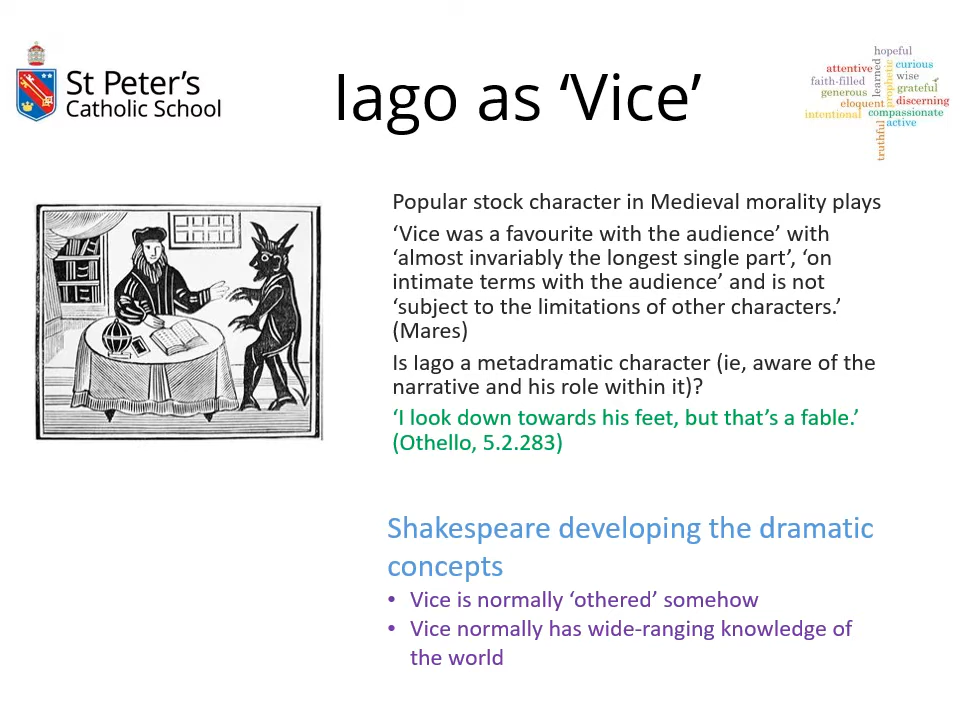 St Peter's
Catholic School
Iago as ‘Vice’
hopeful
attentive
curious
learned
prophetic
wise
faith-filled
grateful
generous
eloquent
discerning
intentional
compassionate
active
truthful
Popular stock character in Medieval morality plays
‘Vice was a favourite with the audience’ with
‘almost invariably the longest single part’, ‘on
intimate terms with the audience’ and is not
‘subject to the limitations of other characters.’
(Mares)
Is Iago a metadramatic character (ie, aware of the
narrative and his role within it)?
‘I look down towards his feet, but that’s a fable.’
(Othello, 5.2.283)
Shakespeare developing the dramatic
concepts
• Vice is normally ‘othered’ somehow
• Vice normally has wide-ranging knowledge of
the world